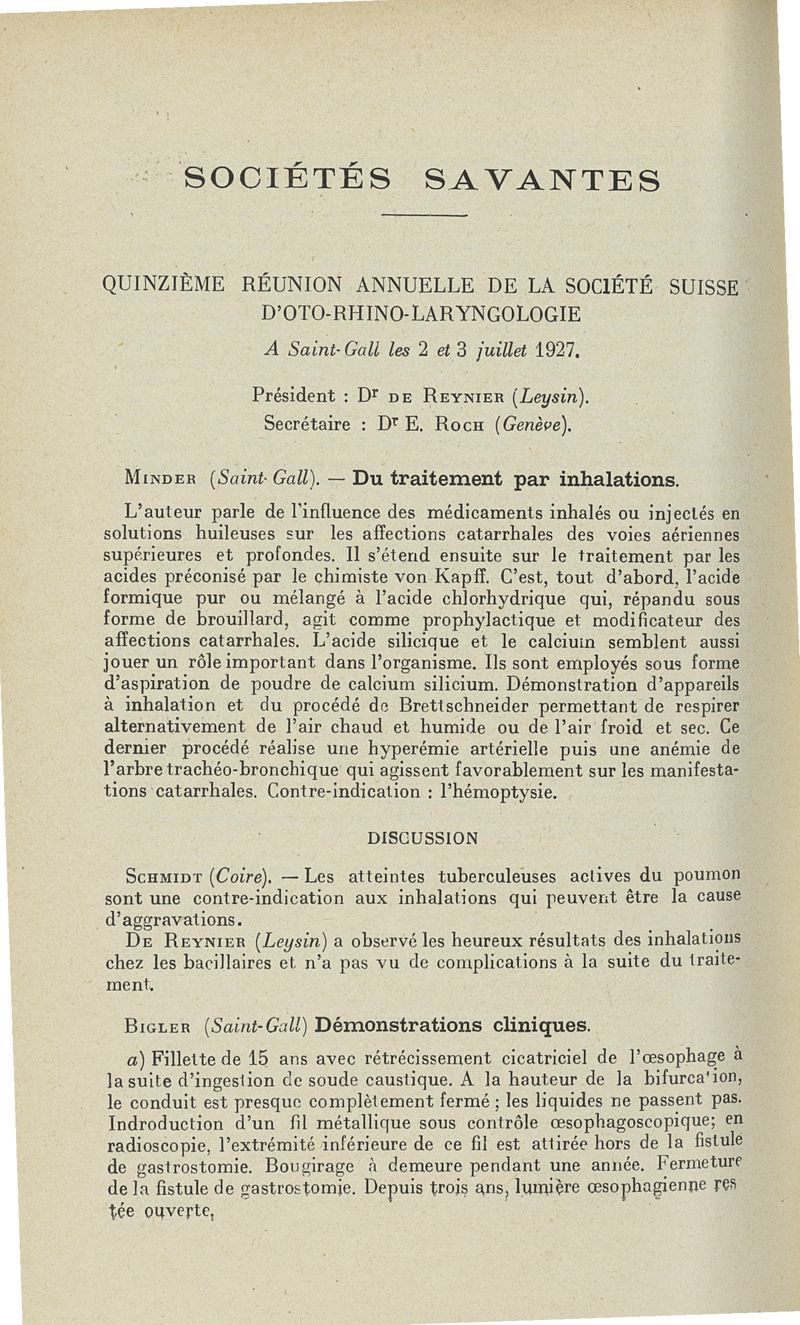 SOCIÉTÉS SAVANTES
QUINZIÈME RÉUNION ANNUELLE DE LA SOCIÉTÉ SUISSE
D'OTO-RHINO-LARYNGOLOGIE
A Saint-Gall les 2 et 3 juillet 1927.
Président : Dr DE REYNIER (Leysin).
Secrétaire : Dr E. ROCH (Genève).
MINDER (Saint-Gall). — Du traitement par inhalations.
L'auteur parle de l'influence des médicaments inhalés ou injectés en
solutions huileuses sur les affections catarrhales des voies aériennes
supérieures et profondes. Il s'étend ensuite sur le traitement par les
acides préconisé par le chimiste von Kapff. C'est, tout d'abord, l'acide
formique pur ou mélangé à l'acide chlorhydrique qui, répandu sous
forme de brouillard, agit comme prophylactique et modificateur des
affections catarrhales. L'acide silicique et le calcium semblent aussi
jouer un rôle important dans l'organisme. Ils sont employés sous forme
d'aspiration de poudre de calcium silicium. Démonstration d'appareils
à inhalation et du procédé de Brettschneider permettant de respirer
alternativement de l'air chaud et humide ou de l'air froid et sec. Ce
dernier procédé réalise une hyperémie artérielle puis une anémie de
l'arbre trachéo-bronchique qui agissent favorablement sur les manifesta-
tions catarrhales. Contre-indication : l'hémoptysie.
DISCUSSION
SCHMIDT (Coire). — Les atteintes tuberculeuses actives du poumon
sont une contre-indication aux inhalations qui peuvent être la cause
d'aggravations.
DE REYNIER (Leysin) a observé les heureux résultats des inhalations
chez les bacillaires et n'a pas vu de complications à la suite du traite-
ment.
BIGLER (Saint-Gall) Démonstrations cliniques.
a) Fillette de 15 ans avec rétrécissement cicatriciel de l'œsophage à
la suite d'ingestion de soude caustique. A la hauteur de la bifurca'ion,
le conduit est presque complètement fermé ; les liquides ne passent pas.
Indroduction d'un fil métallique sous contrôle œsophagoscopique; en
radioscopie, l'extrémité inférieure de ce fil est attirée hors de la fistule
de gastrostomie. Bougirage à demeure pendant une année. Fermeture
de la fistule de gastrostomie. Depuis trois ans, lumière œsophagienne res
tée ouverte,